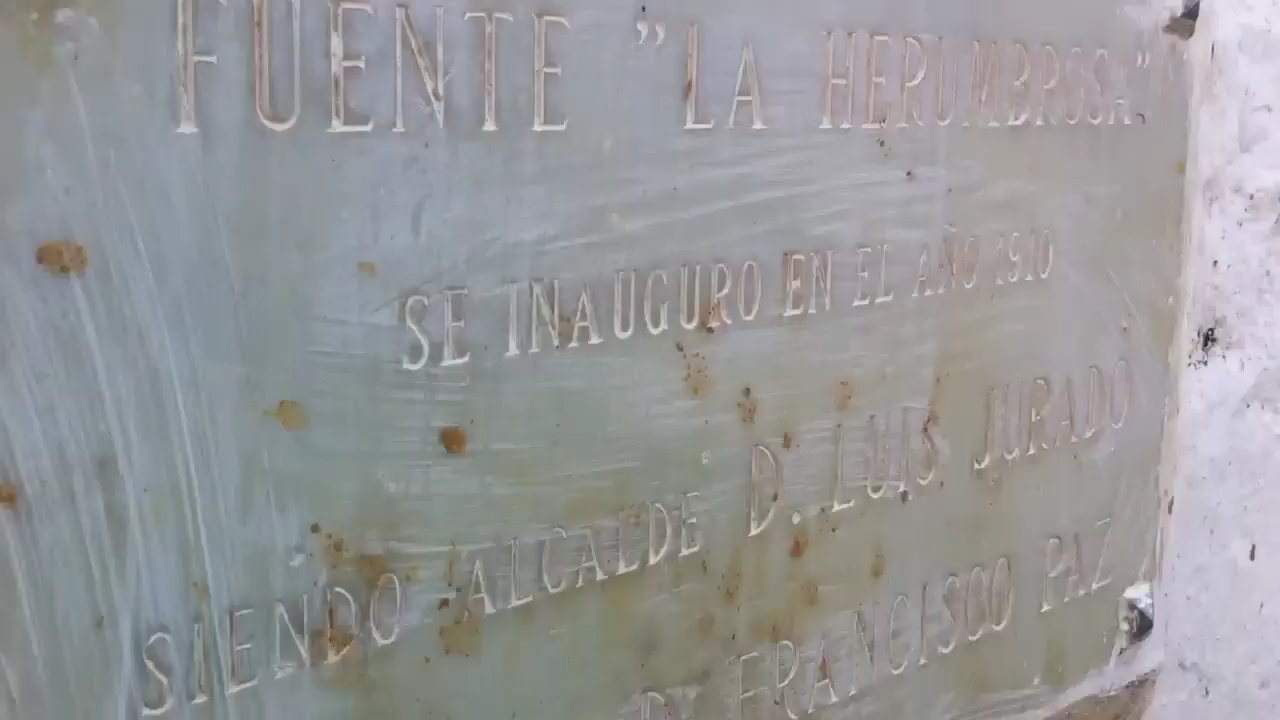 FUENTE "LA HERUMBROSA"
SE INAUGURO EN EL AÑO 1910
SIENDO ALCALDE D. LUIS JURADO
FRANCISCO PAZ